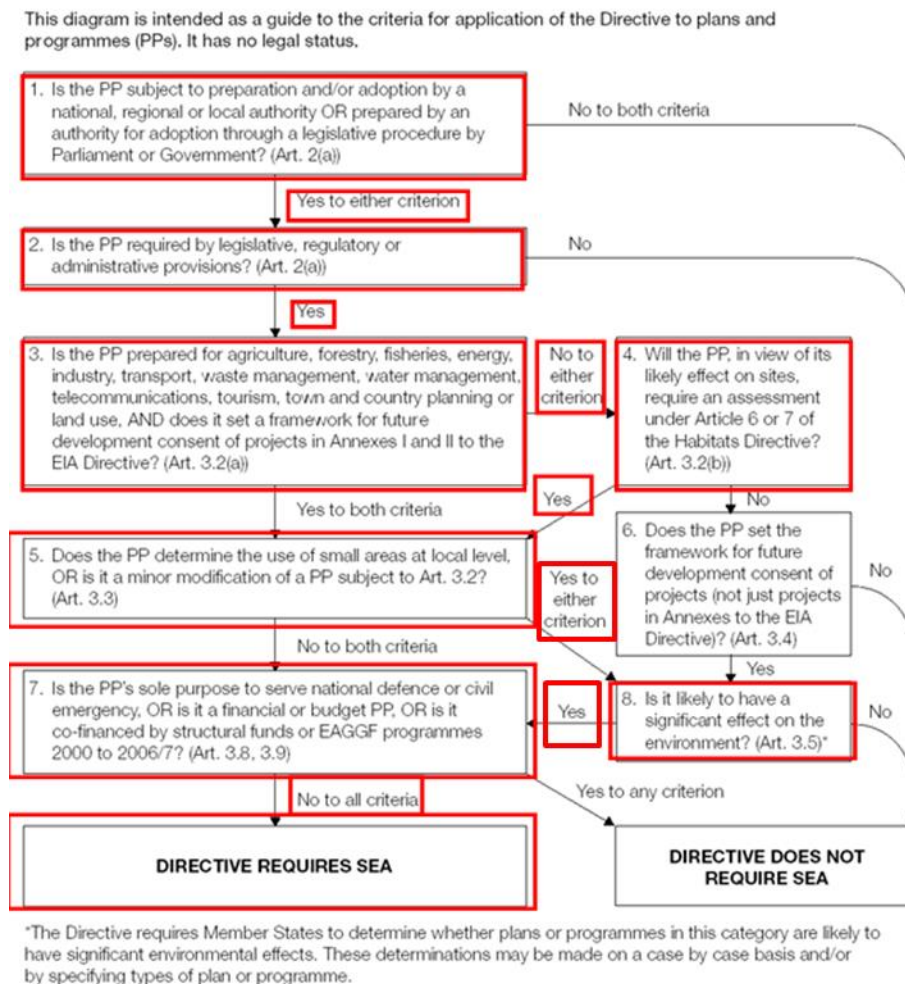 This diagram is intended as a guide to the criteria for application of the Directive to plans and
programmes (PPs). It has no legal status.
1. Is the PP subject to preparation and/or adoption by a
national, regional or local authority OR prepared by an
authority for adoption through a legislative procedure by
Parliament or Government? (Art. 2(a))
No to both criteria
Yes to either criterion
2. Is the PP required by legislative, regulatory or
administrative provisions? (Art. 2(a))
No
Yes
3. Is the PP prepared for agriculture, forestry, fisheries, energy,
industry, transport, waste management, water management,
telecommunications, tourism, town and country planning or
land use, AND does it set a framework for future
development consent of projects in Annexes I and II to the
EIA Directive? (Art. 3.2(a))
No to
either
criterion
4. Will the PP, in view of its
likely effect on sites,
require an assessment
under Article 6 or 7 of
the Habitats Directive?
(Art. 3.2(b))
Yes to both criteria
Yes
No
5. Does the PP determine the use of small areas at local level,
OR is it a minor modification of a PP subject to Art. 3.2?
(Art. 3.3)
Yes to
either
criterion
6. Does the PP set the
framework for future
development consent of
projects (not just projects
in Annexes to the EIA
Directive)? (Art. 3.4)
No
No to both criteria
Yes
7. Is the PP's sole purpose to serve national defence or civil
emergency, OR is it a financial or budget PP, OR is it
co-financed by structural funds or EAGGF programmes
2000 to 2006/7? (Art. 3.8, 3.9)
Yes
8. Is it likely to have a
significant effect on the
environment? (Art. 3.5)*
No
No to all criteria
Yes to any criterion
DIRECTIVE REQUIRES SEA
DIRECTIVE DOES NOT
REQUIRE SEA
*The Directive requires Member States to determine whether plans or programmes in this category are likely to
have significant environmental effects. These determinations may be made on a case by case basis and/or
by specifying types of plan or programme.